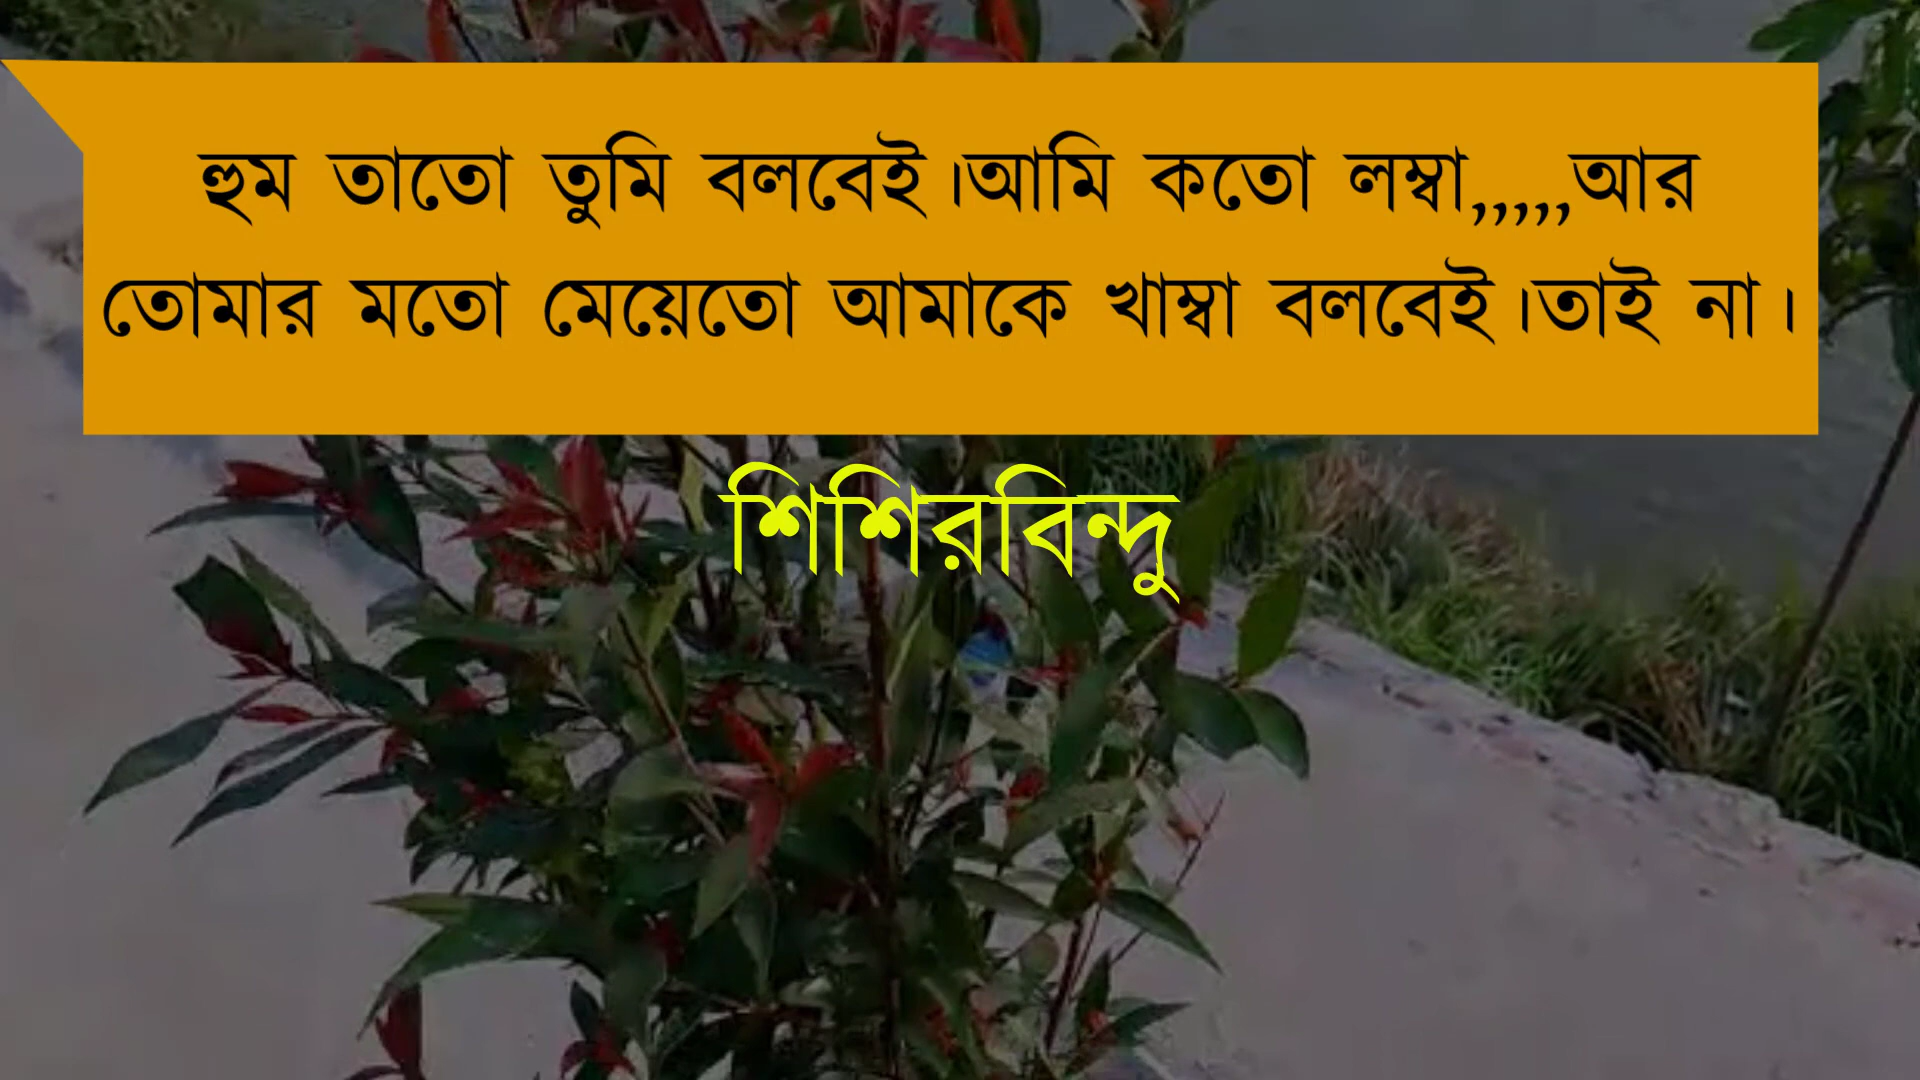 হুম তাতো তুমি বলবেই।আমি কতো লম্বা,,,,,আর
তোমার মতো মেয়েতো আমাকে খাম্বা বলবেই।তাই না।
শিশিরবিন্দু